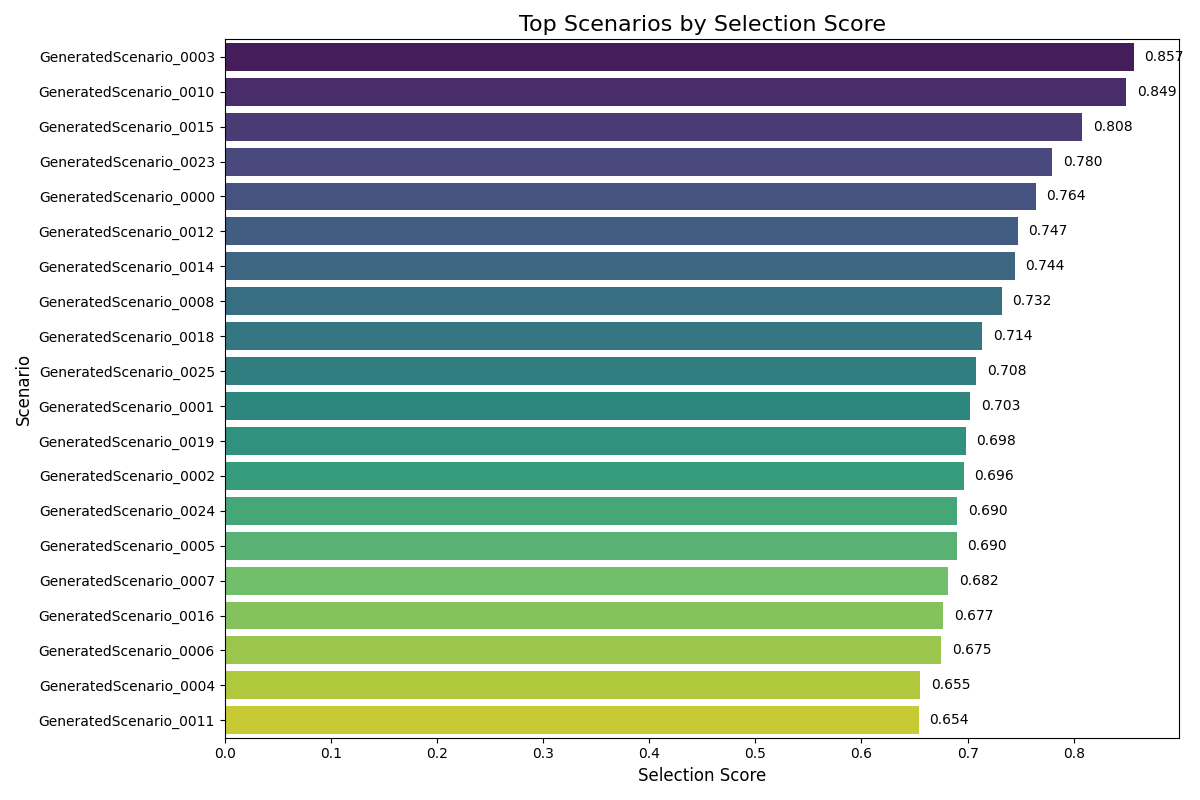 Top Scenarios by Selection Score
GeneratedScenario_0003 0.857
GeneratedScenario_0010 0.849
GeneratedScenario_0015 0.808
GeneratedScenario_0023 0.780
GeneratedScenario_0000 0.764
GeneratedScenario_0012 0.747
GeneratedScenario_0014 0.744
GeneratedScenario_0008 0.732
GeneratedScenario_0018 0.714
GeneratedScenario_0025 0.708
GeneratedScenario_0001 0.703
GeneratedScenario_0019 0.698
GeneratedScenario_0002 0.696
GeneratedScenario_0024 0.690
GeneratedScenario_0005 0.690
GeneratedScenario_0007 0.682
GeneratedScenario_0016 0.677
GeneratedScenario_0006 0.675
GeneratedScenario_0004 0.655
GeneratedScenario_0011 0.654
Scenario
0.0 0.1 0.2 0.3 0.4 0.5 0.6 0.7 0.8
Selection Score